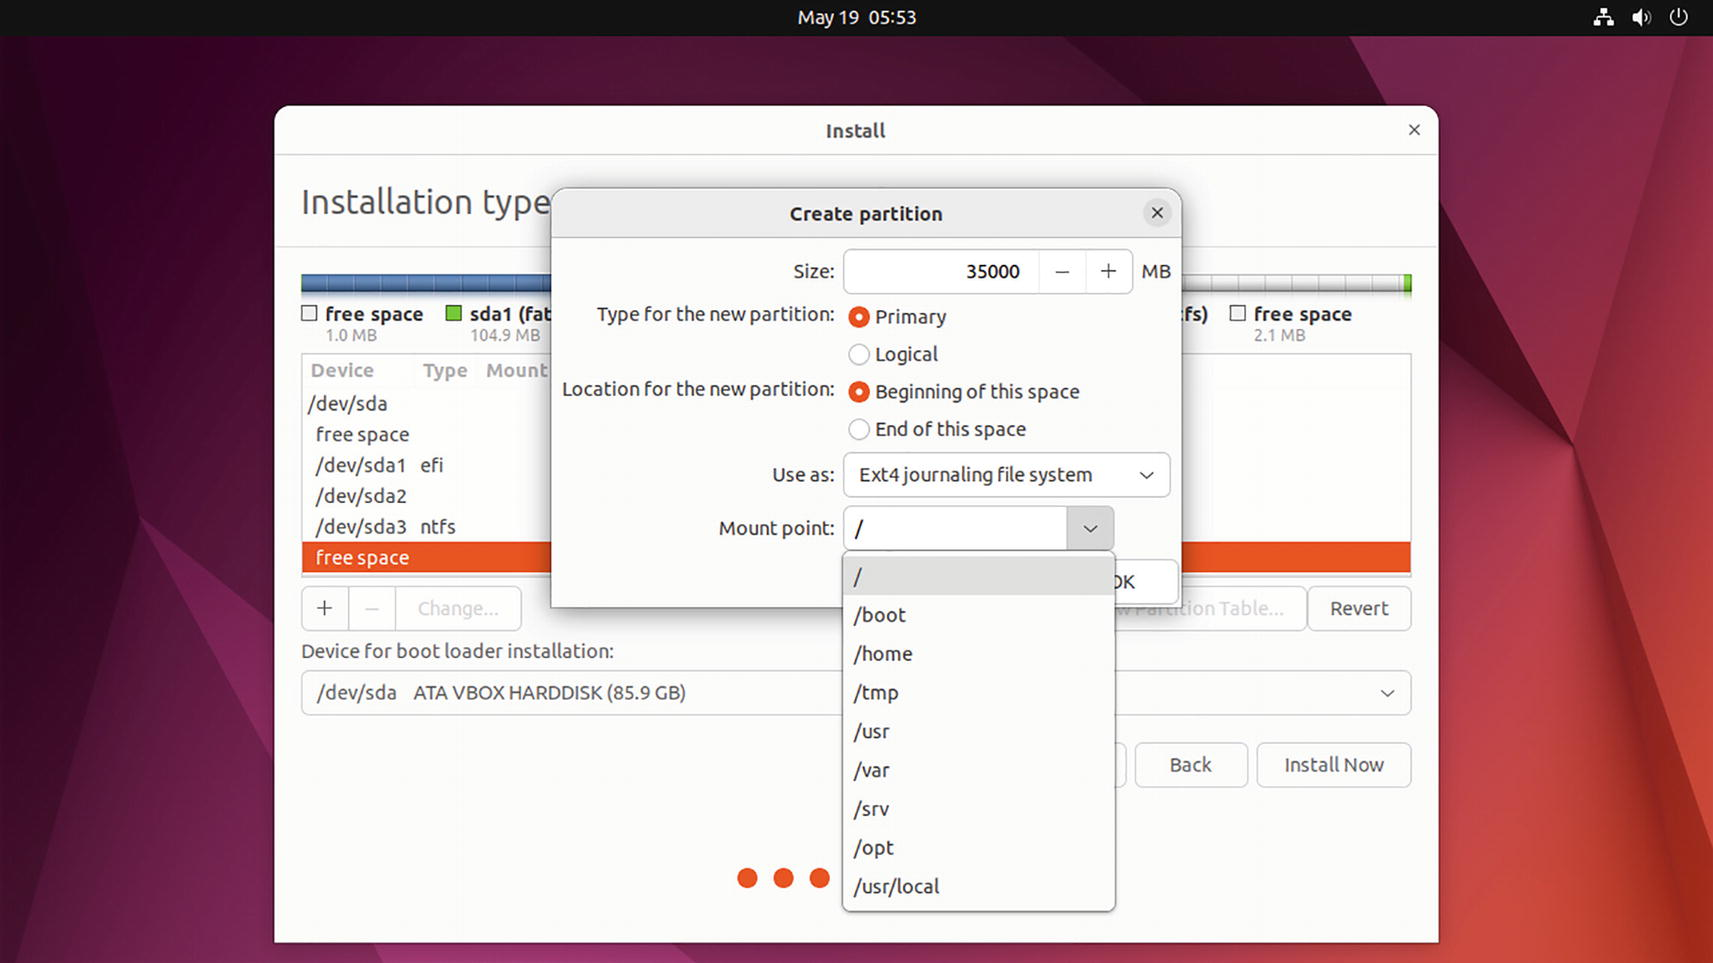 May 19 05:53
Install
Installation type
Create partition
Size: 35000 − + MB
Type for the new partition: Primary
Logical
Location for the new partition: Beginning of this space
End of this space
Use as: Ext4 journaling file system
Mount point: /
/
/boot
/home
/tmp
/usr
/var
/srv
/opt
/usr/local
OK
free space
1.0 MB
sda1 (fat
104.9 MB
fs)
free space
2.1 MB
Device Type Mount
/dev/sda
free space
/dev/sda1 efi
/dev/sda2
/dev/sda3 ntfs
free space
+ − Change... Partition Table... Revert
Device for boot loader installation:
/dev/sda ATA VBOX HARDDISK (85.9 GB)
Back Install Now